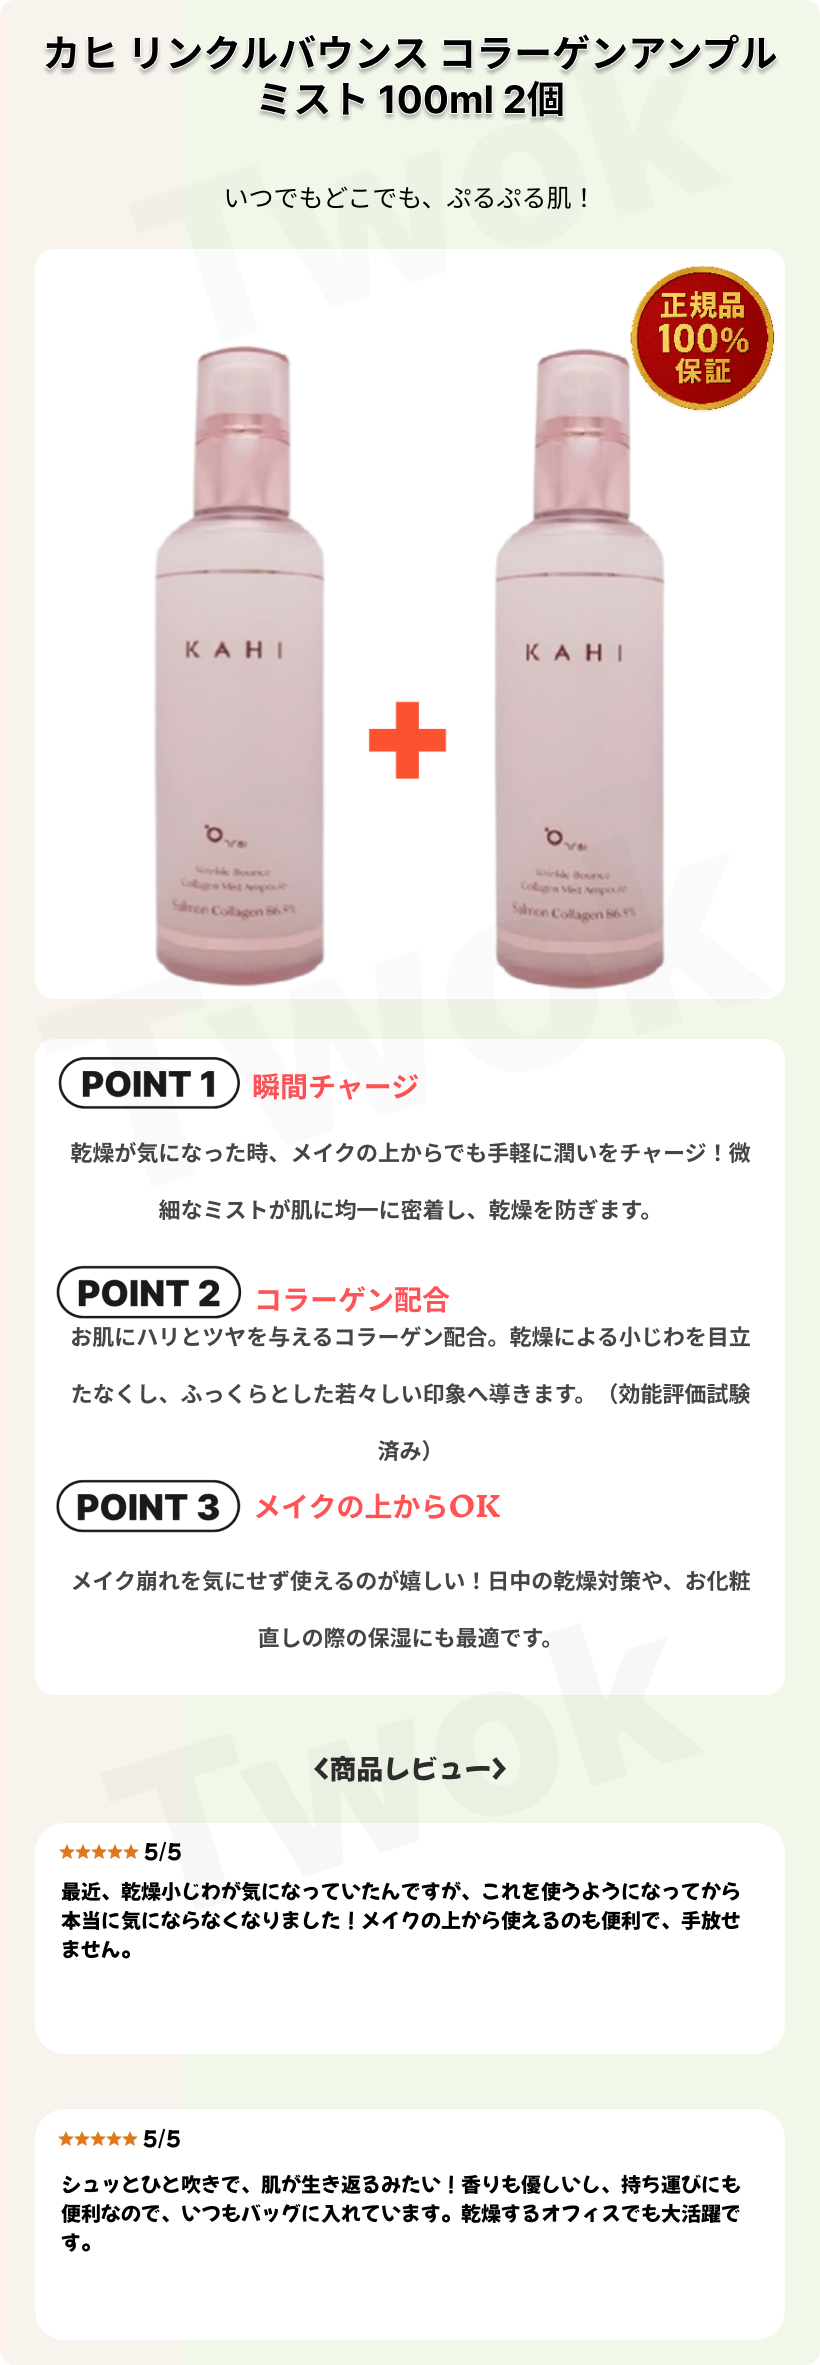 カヒ リンクルバウンス コラーゲンアンプル
ミスト 100ml 2個
いつでもどこでも、ぷるぷる肌！
正規品
100%
保証
KAHI
Wrinkle Bounce
Collagen Mist Ampoule
Salmon Collagen 86.8%
KAHI
Wrinkle Bounce
Collagen Mist Ampoule
Salmon Collagen 86.8%
POINT 1 瞬間チャージ
乾燥が気になった時、メイクの上からでも手軽に潤いをチャージ！微
細なミストが肌に均一に密着し、乾燥を防ぎます。
POINT 2 コラーゲン配合
お肌にハリとツヤを与えるコラーゲン配合。乾燥による小じわを目立
たなくし、ふっくらとした若々しい印象へ導きます。（効能評価試験
済み）
POINT 3 メイクの上からOK
メイク崩れを気にせず使えるのが嬉しい！日中の乾燥対策や、お化粧
直しの際の保湿にも最適です。
<商品レビュー>
★★★★★ 5/5
最近、乾燥小じわが気になっていたんですが、これを使うようになってから
本当に気にならなくなりました！メイクの上から使えるのも便利で、手放せ
ません。
★★★★★ 5/5
シュッとひと吹きで、肌が生き返るみたい！香りも優しいし、持ち運びにも
便利なので、いつもバッグに入れています。乾燥するオフィスでも大活躍で
す。
Twok
Twok
Twok